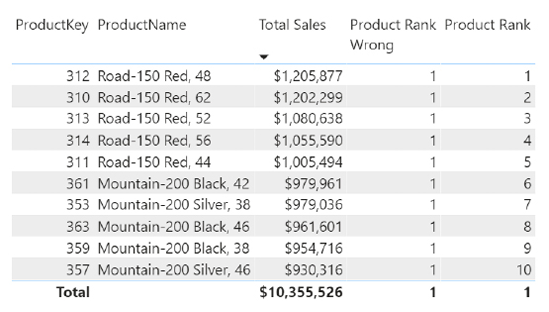 ProductKey ProductName Total Sales Product Rank Wrong Product Rank
312 Road-150 Red, 48 $1,205,877 1 1
310 Road-150 Red, 62 $1,202,299 1 2
313 Road-150 Red, 52 $1,080,638 1 3
314 Road-150 Red, 56 $1,055,590 1 4
311 Road-150 Red, 44 $1,005,494 1 5
361 Mountain-200 Black, 42 $979,961 1 6
353 Mountain-200 Silver, 38 $979,036 1 7
363 Mountain-200 Black, 46 $961,601 1 8
359 Mountain-200 Black, 38 $954,716 1 9
357 Mountain-200 Silver, 46 $930,316 1 10
Total $10,355,526 1 1